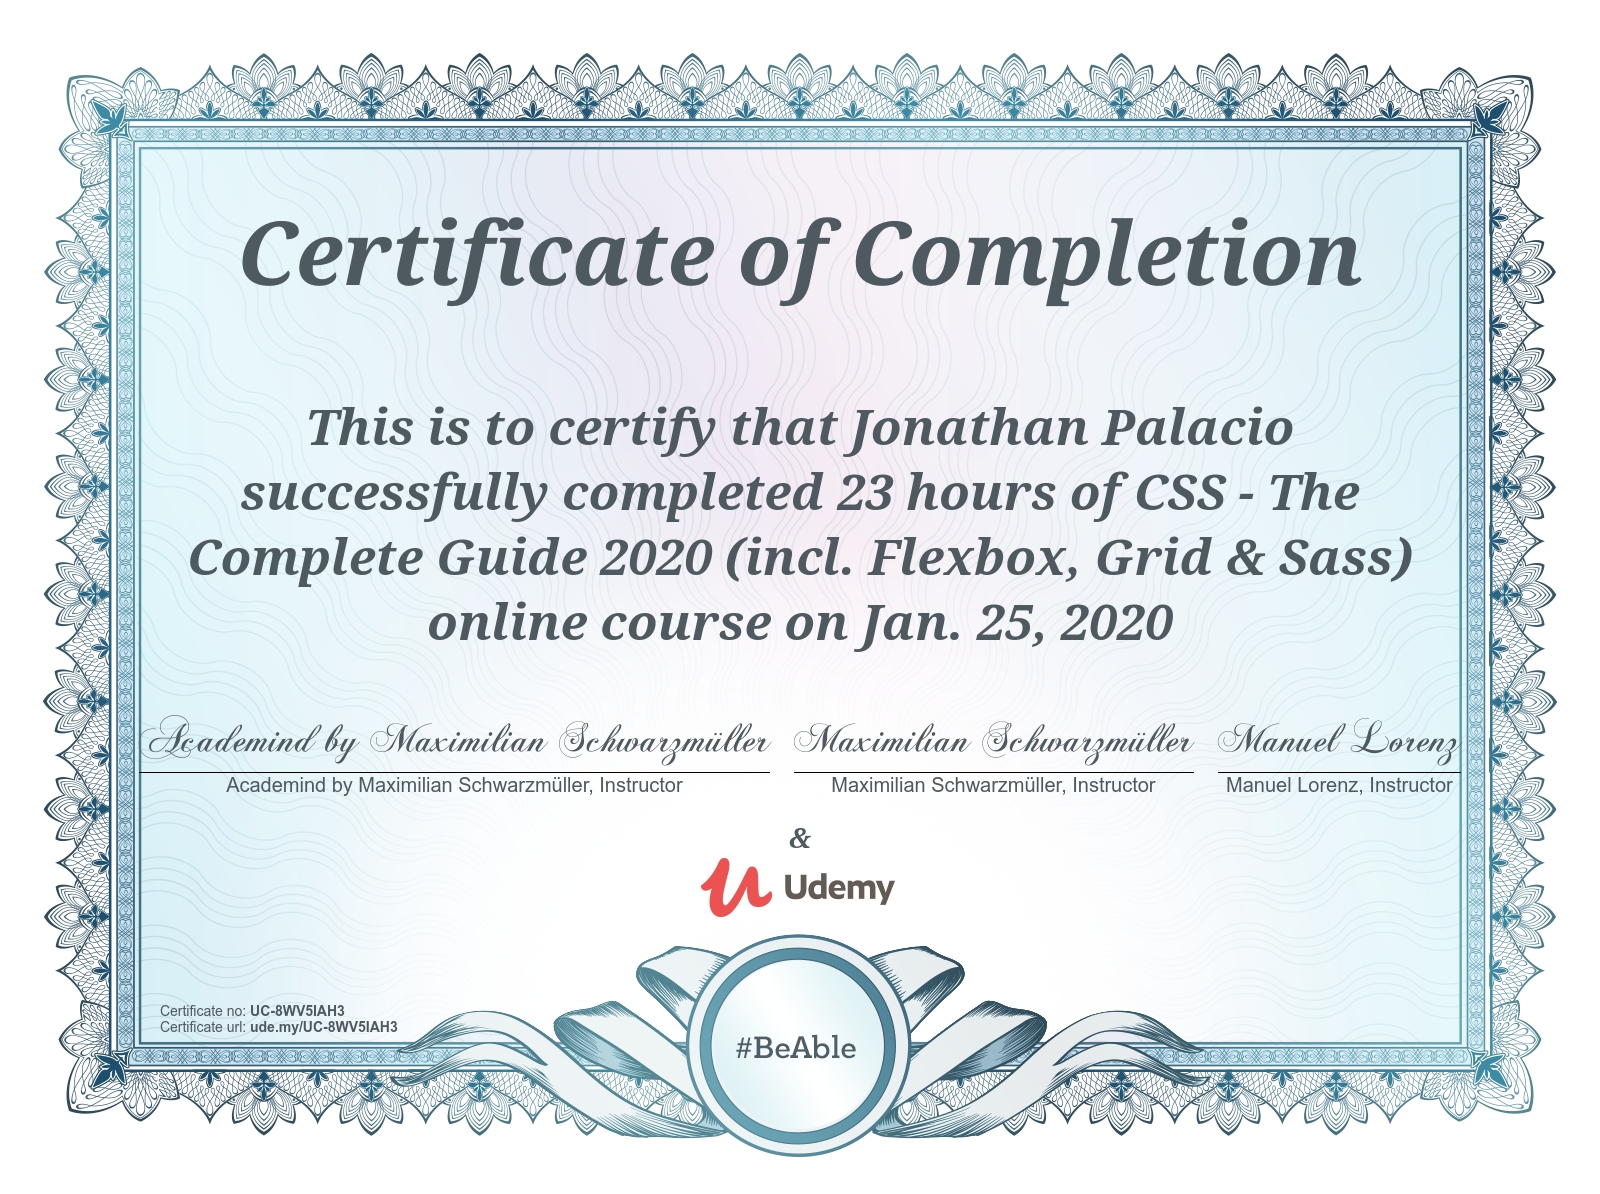 Certificate of Completion
This is to certify that Jonathan Palacio
successfully completed 23 hours of CSS - The
Complete Guide 2020 (incl. Flexbox, Grid & Sass)
online course on Jan. 25, 2020
Academind by Maximilian Schwarzmüller Maximilian Schwarzmüller Manuel Lorenz
Academind by Maximilian Schwarzmüller, Instructor Maximilian Schwarzmüller, Instructor Manuel Lorenz, Instructor
&
Udemy
Certificate no: UC-8WV5IAH3
Certificate url: ude.my/UC-8WV5IAH3
#BeAble